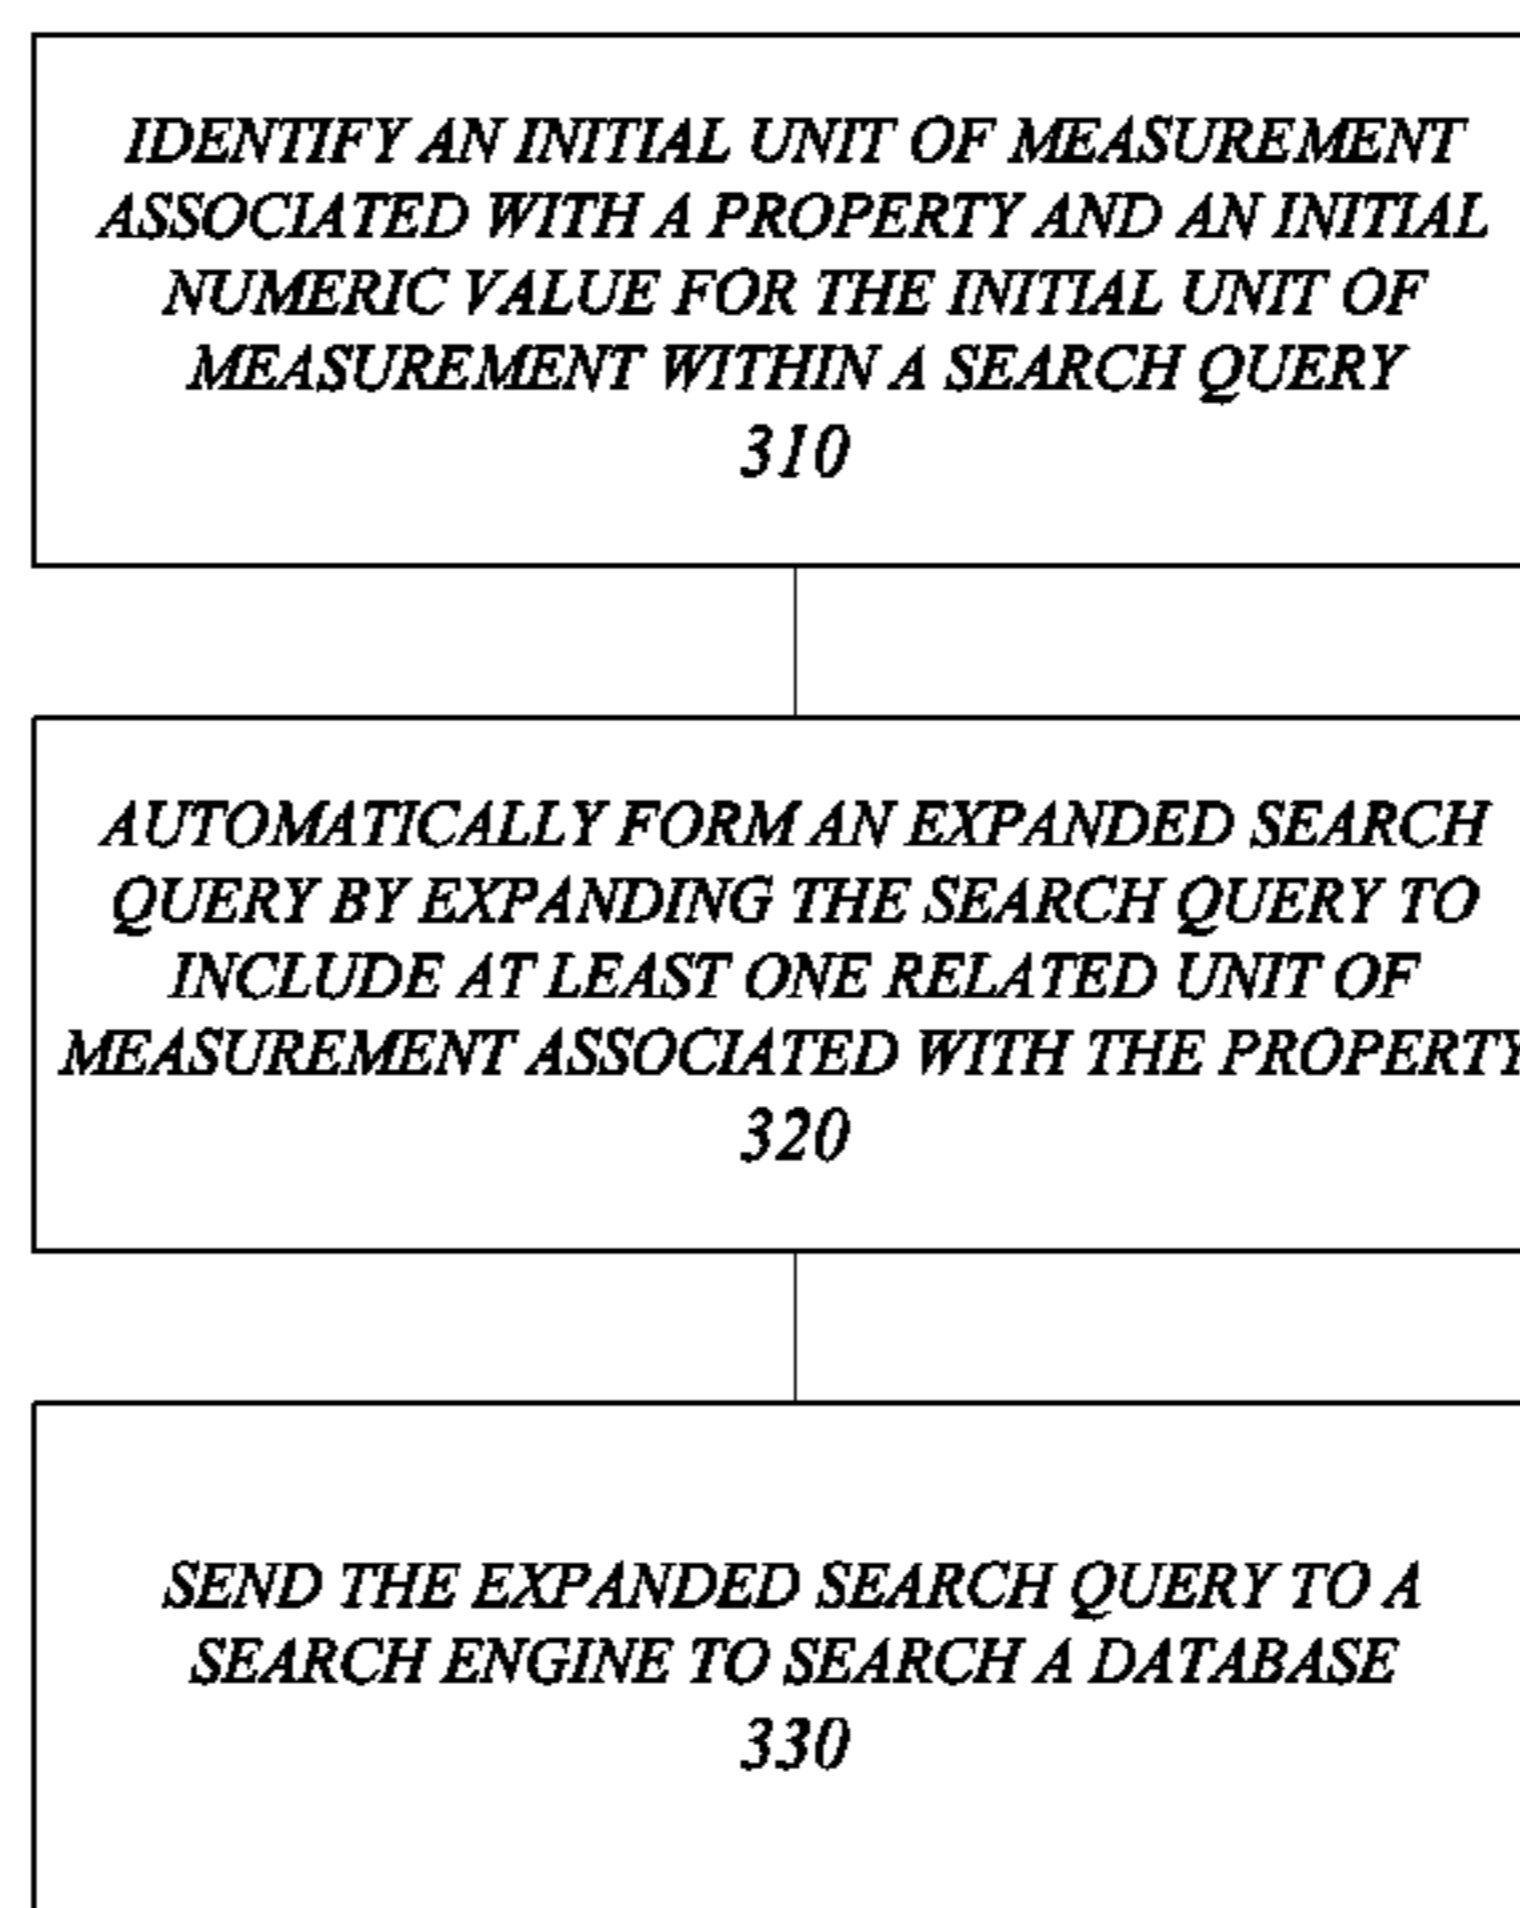 IDENTIFY AN INITIAL UNIT OF MEASUREMENT
ASSOCIATED WITH A PROPERTY AND AN INITIAL
NUMERIC VALUE FOR THE INITIAL UNIT OF
MEASUREMENT WITHIN A SEARCH QUERY
310
AUTOMATICALLY FORM AN EXPANDED SEARCH
QUERY BY EXPANDING THE SEARCH QUERY TO
INCLUDE AT LEAST ONE RELATED UNIT OF
MEASUREMENT ASSOCIATED WITH THE PROPERTY
320
SEND THE EXPANDED SEARCH QUERY TO A
SEARCH ENGINE TO SEARCH A DATABASE
330